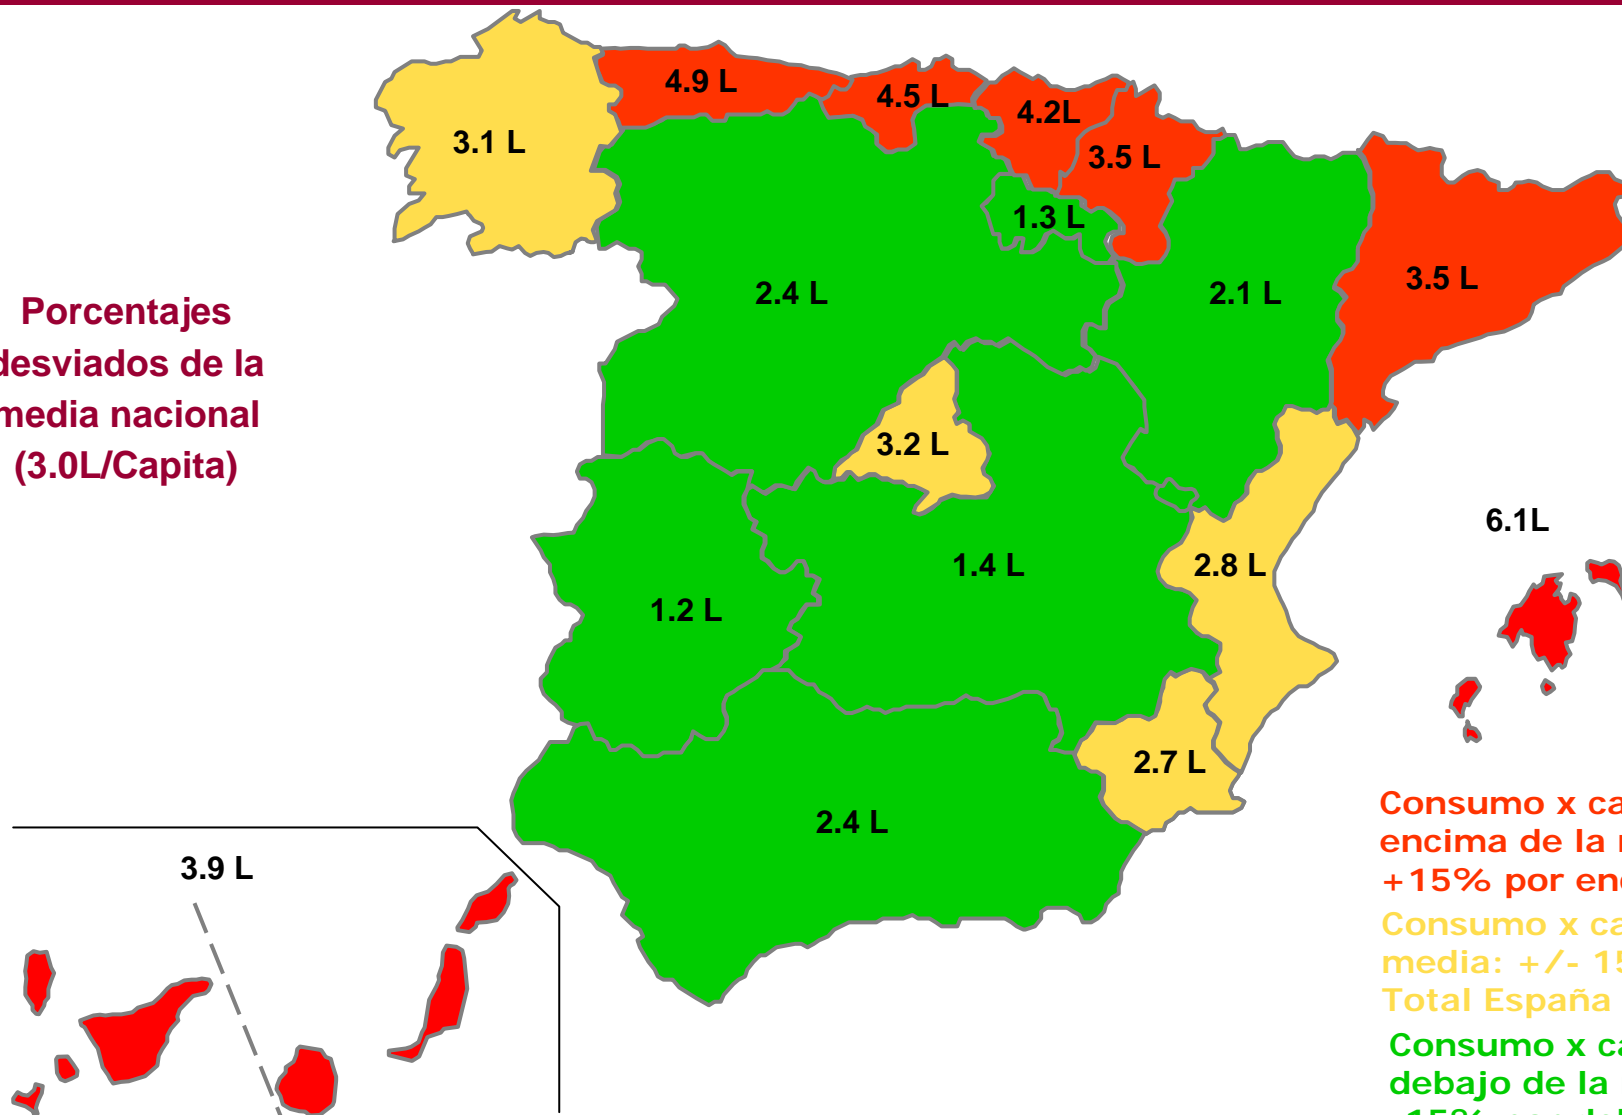 4.9 L
4.5 L
4.2L
3.1 L
3.5 L
1.3 L
2.4 L
2.1 L
3.5 L
Porcentajes
desviados de la
media nacional
(3.0L/Capita)
3.2 L
6.1L
1.4 L
2.8 L
1.2 L
2.7 L
2.4 L
3.9 L
Consumo x ca
encima de la
+15% por enc
Consumo x ca
media: +/- 15
Total España
Consumo x ca
debajo de la